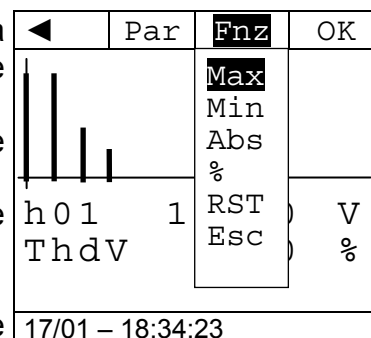 ◄ Par Fnz OK
Max
Min
Abs
%
RST
Esc
h01 1 V
ThdV %
17/01 – 18:34:23